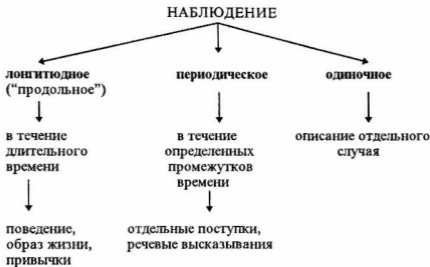 НАБЛЮДЕНИЕ
лонгитюдное
(“продольное”)
периодическое
одиночное
в течение
длительного
времени
в течение
определенных
промежутков
времени
описание отдельного
случая
поведение,
образ жизни,
привычки
отдельные поступки,
речевые высказывания